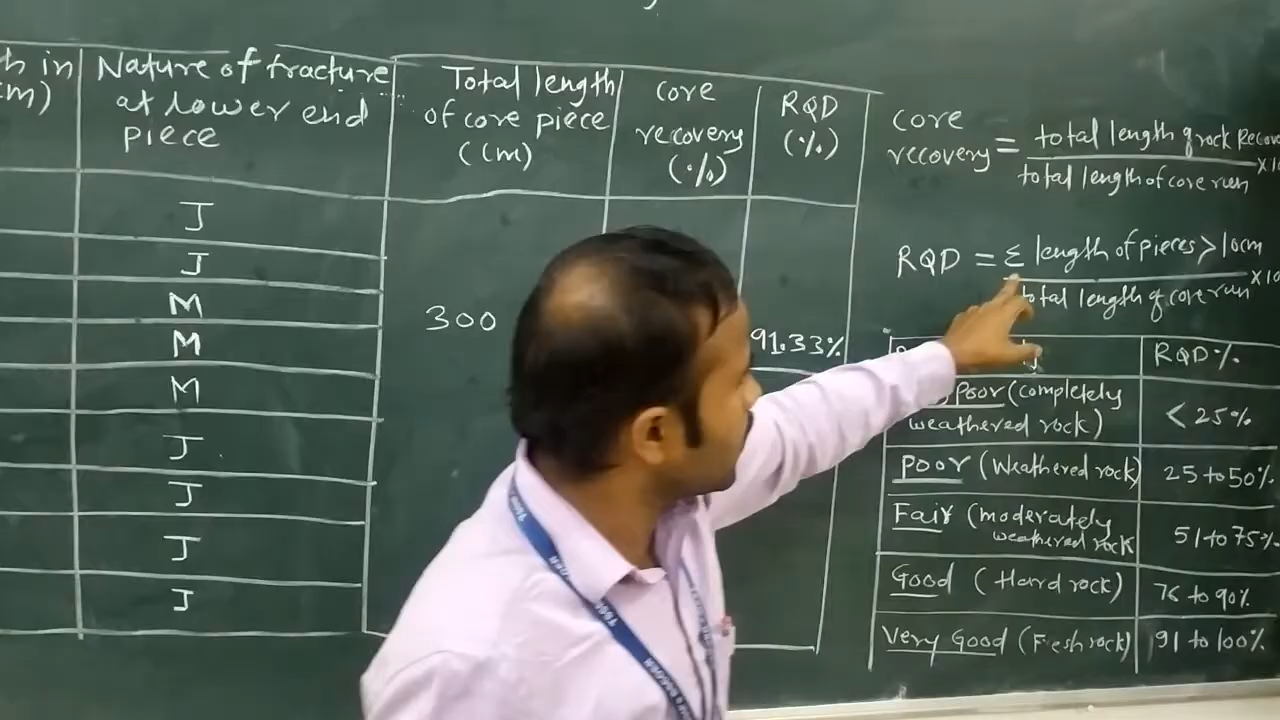 Nature of fracture
at lower end
piece
J
J
M
M
M
J
J
J
J
Total length
of core piece
(cm)
300
core
recovery
(%)
RQD
(%)
91.33%
core
recovery = total length of rock
total length of core run
RQD = Σ length of pieces > 10cm
total length of core run
RQD%
Poor (completely
weathered rock)
< 25%
Poor (Weathered rock)
25 to 50%
Fair (moderately
weathered rock
51 to 75%
Good (Hard rock)
76 to 90%
Very Good (Fresh rock)
91 to 100%